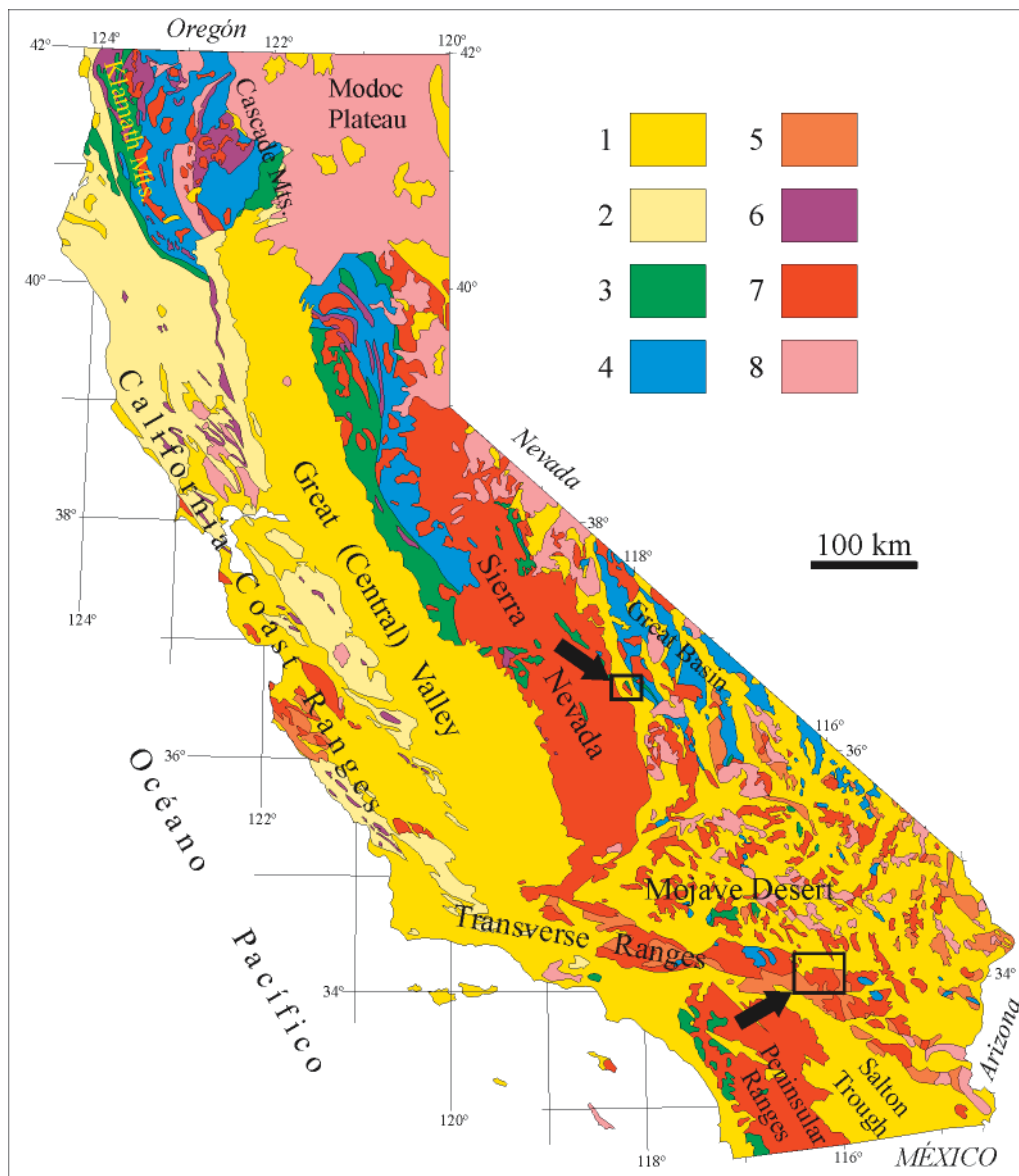 Oregón
42°
124°
122°
120°
42°
Klamath Mts.
Cascade Mts.
Modoc
Plateau
1
5
2
6
3
7
4
8
40°
40°
California Coast Ranges
Great (Central) Valley
Sierra Nevada
Nevada
38°
118°
Great Basin
100 km
38°
124°
116°
36°
36°
122°
Océano Pacífico
Mojave Desert
Transverse Ranges
34°
34°
Arizona
Peninsular
Ranges
Salton
Trough
120°
118°
116°
MÉXICO